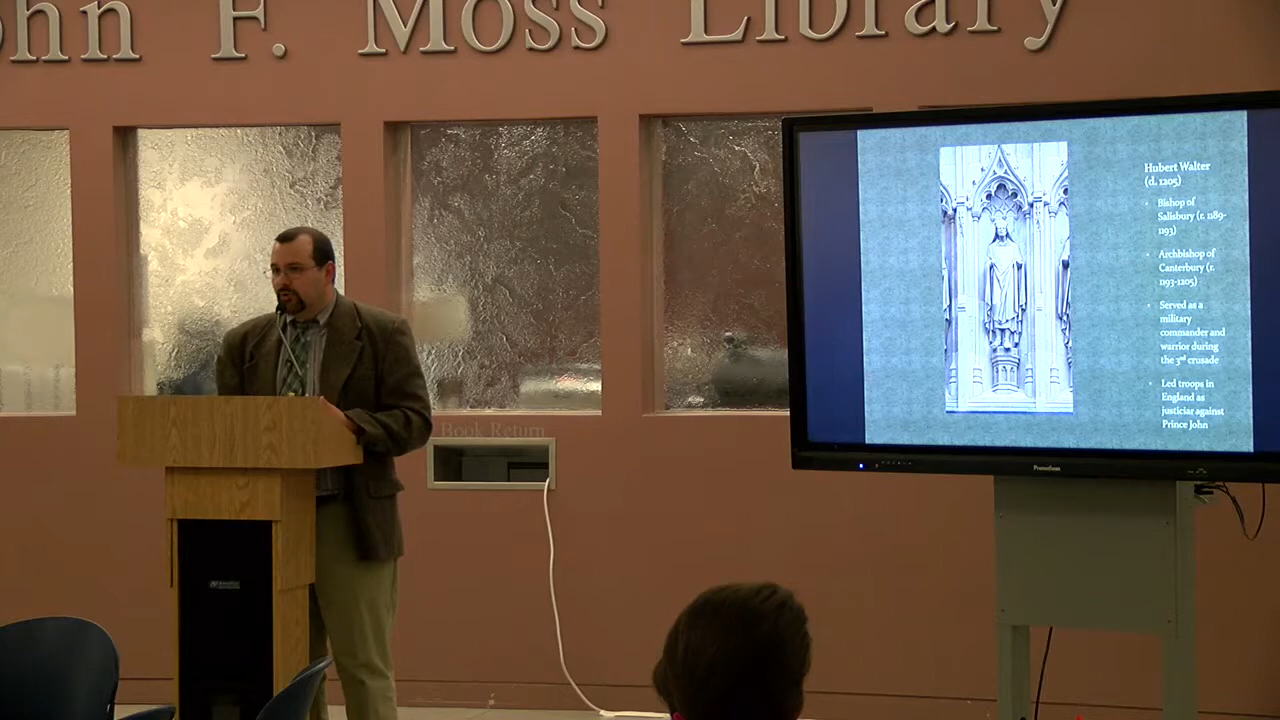 ohn F. Moss Library
Hubert Walter
(d. 1205)
• Bishop of
Salisbury (r. 1189-
1193)
• Archbishop of
Canterbury (r.
1193-1205)
• Served as a
military
commander and
warrior during
the 3rd crusade
• Led troops in
England as
justiciar against
Prince John
Book Return
Promethean